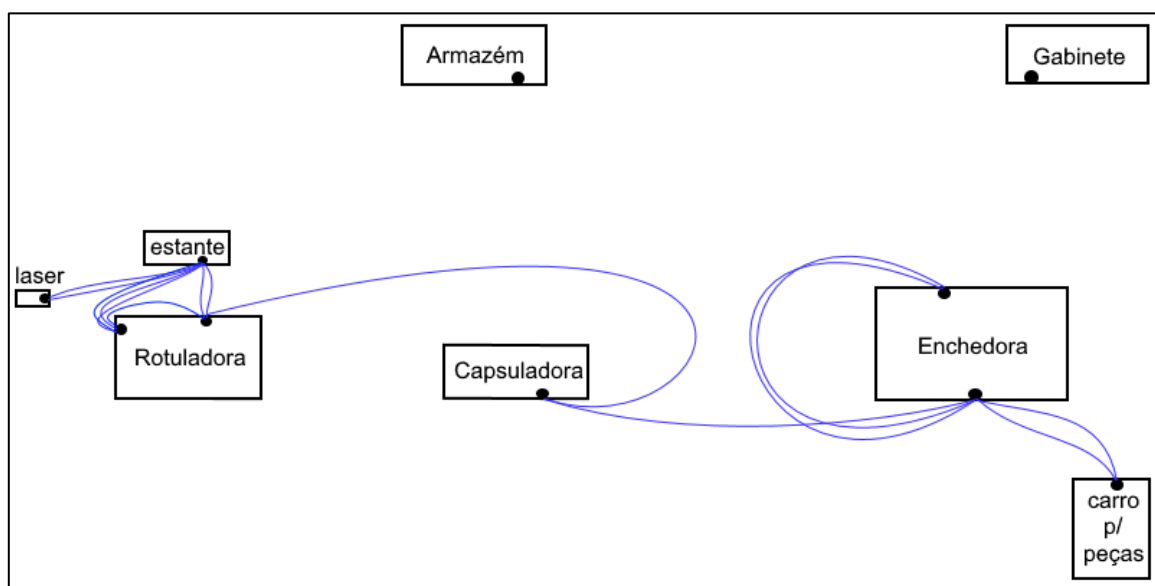 Armazém
Gabinete
estante
laser
Rotuladora
Capsuladora
Enchedora
carro
p/
peças